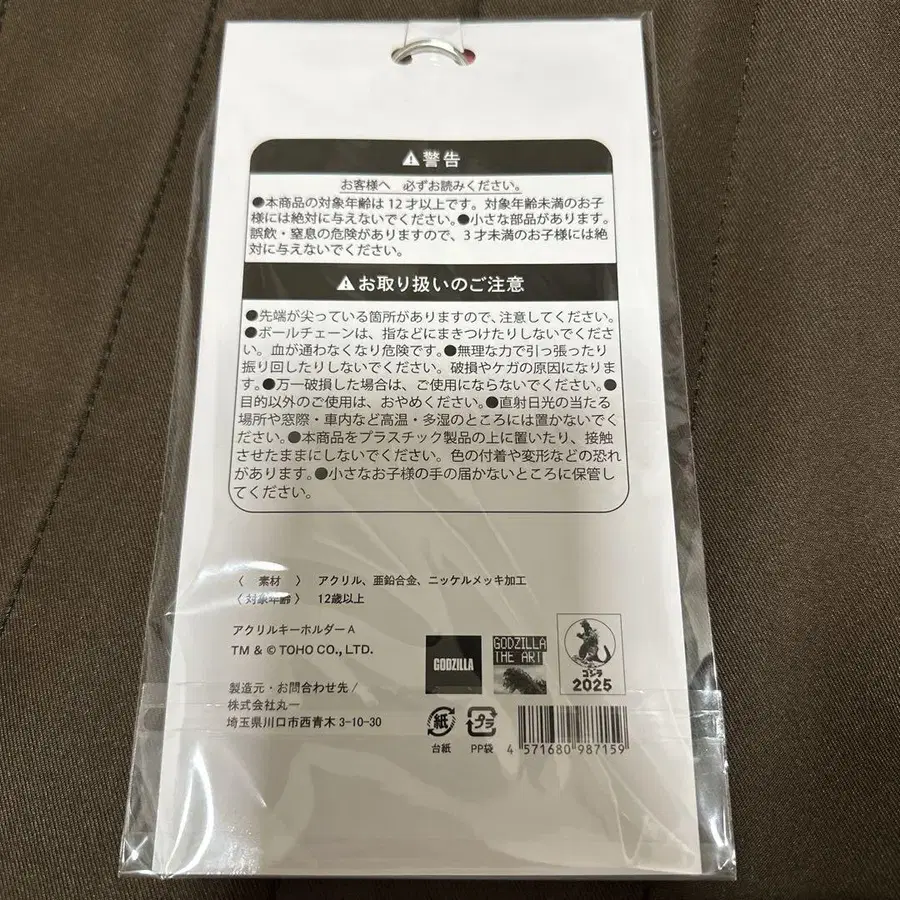 ⚠警告
お客様へ 必ずお読みください。
●本商品の対象年齢は12才以上です。対象年齢未満のお子
様には絶対に与えないでください。●小さな部品があります。
誤飲・窒息の危険がありますので、3才未満のお子様には絶
対に与えないでください。
⚠お取り扱いのご注意
●先端が尖っている箇所がありますので、注意してください。
●ボールチェーンは、指などにまきつけたりしないでくださ
い。血が通わなくなり危険です。●無理な力で引っ張ったり
振り回したりしないでください。破損やケガの原因になりま
す。●万一破損した場合は、ご使用にならないでください。●
目的以外のご使用は、おやめください。●直射日光の当たる
場所や窓際・車内など高温・多湿のところには置かないでく
ださい。●本商品をプラスチック製品の上に置いたり、接触
させたままにしないでください。色の付着や変形などの恐れ
があります。●小さなお子様の手の届かないところに保管し
てください。
〈 素材 〉 アクリル、亜鉛合金、ニッケルメッキ加工
〈対象年齢〉 12歳以上
アクリルキーホルダーA
TM & © TOHO CO., LTD.
製造元・お問合わせ先/
株式会社丸一
埼玉県川口市西青木3-10-30
GODZILLA
GODZILLA
THE ART
ゴジラ
2025
紙
台紙
プラ
PP袋
4 571680 987159